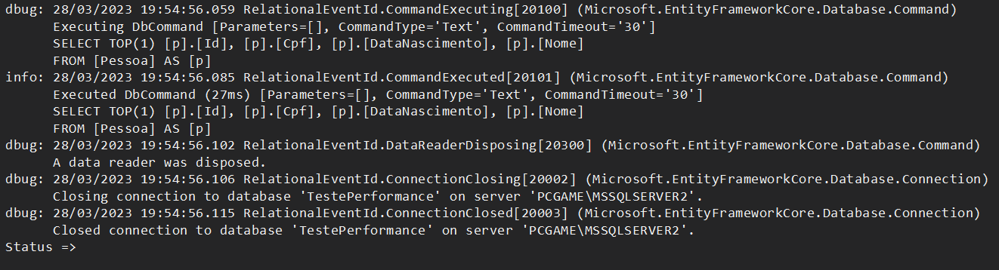 dbug: 28/03/2023 19:54:56.059 RelationalEventId.CommandExecuting[20100] (Microsoft.EntityFrameworkCore.Database.Command)
Executing DbCommand [Parameters=[], CommandType='Text', CommandTimeout='30']
SELECT TOP(1) [p].[Id], [p].[Cpf], [p].[DataNascimento], [p].[Nome]
FROM [Pessoa] AS [p]
info: 28/03/2023 19:54:56.085 RelationalEventId.CommandExecuted[20101] (Microsoft.EntityFrameworkCore.Database.Command)
Executed DbCommand (27ms) [Parameters=[], CommandType='Text', CommandTimeout='30']
SELECT TOP(1) [p].[Id], [p].[Cpf], [p].[DataNascimento], [p].[Nome]
FROM [Pessoa] AS [p]
dbug: 28/03/2023 19:54:56.102 RelationalEventId.DataReaderDisposing[20300] (Microsoft.EntityFrameworkCore.Database.Command)
A data reader was disposed.
dbug: 28/03/2023 19:54:56.106 RelationalEventId.ConnectionClosing[20002] (Microsoft.EntityFrameworkCore.Database.Connection)
Closing connection to database 'TestePerformance' on server 'PCGAME\MSSQLSERVER2'.
dbug: 28/03/2023 19:54:56.115 RelationalEventId.ConnectionClosed[20003] (Microsoft.EntityFrameworkCore.Database.Connection)
Closed connection to database 'TestePerformance' on server 'PCGAME\MSSQLSERVER2'.
Status =>